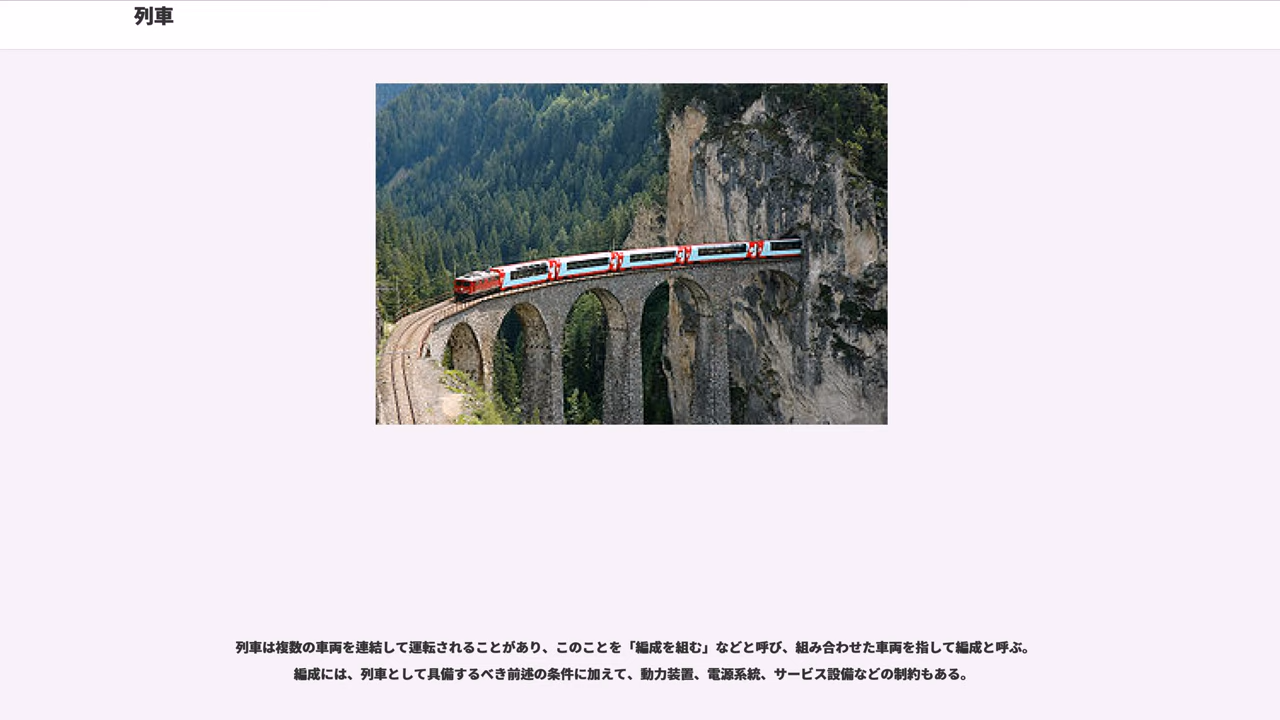 列車
列車は複数の車両を連結して運転されることがあり、このことを「編成を組む」などと呼び、組み合わせた車両を指して編成と呼ぶ。
編成には、列車として具備するべき前述の条件に加えて、動力装置、電源系統、サービス設備などの制約もある。